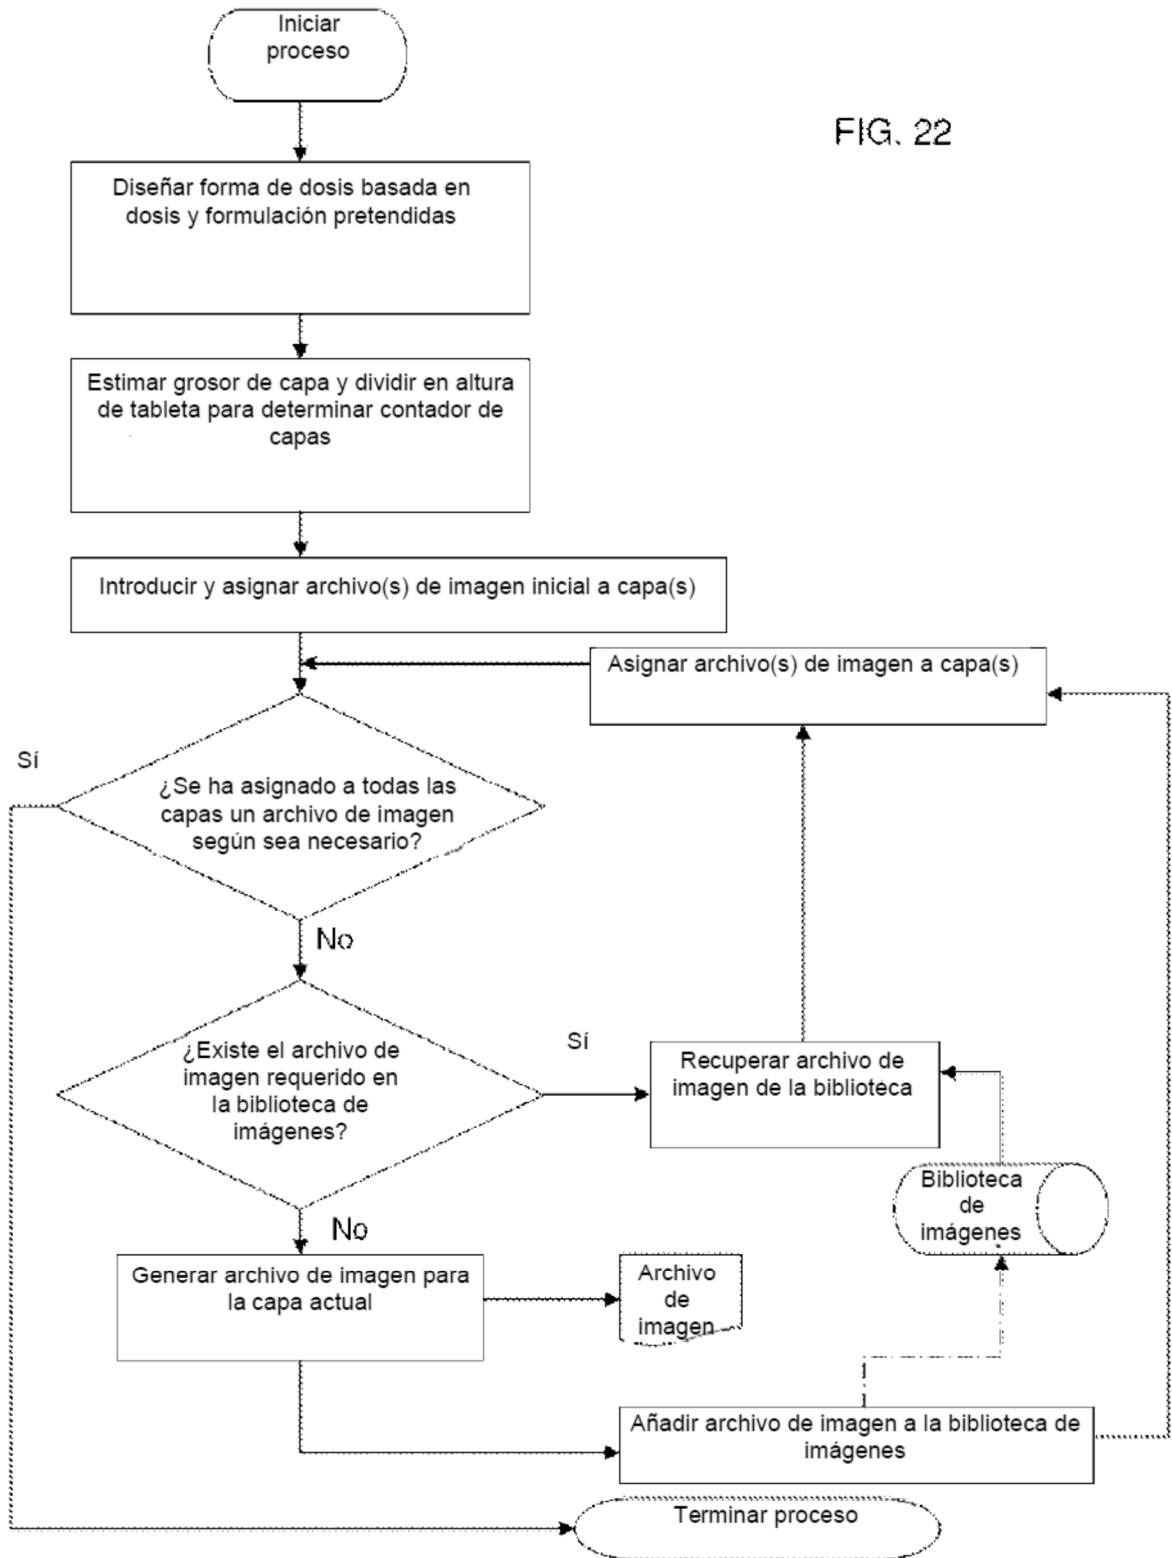 Iniciar
proceso
FIG. 22
Diseñar forma de dosis basada en
dosis y formulación pretendidas
Estimar grosor de capa y dividir en altura
de tableta para determinar contador de
capas
Introducir y asignar archivo(s) de imagen inicial a capa(s)
Asignar archivo(s) de imagen a capa(s)
Sí
¿Se ha asignado a todas las
capas un archivo de imagen
según sea necesario?
No
¿Existe el archivo de
imagen requerido en
la biblioteca de
imágenes?
Sí
Recuperar archivo de
imagen de la biblioteca
Biblioteca
de
imágenes
No
Generar archivo de imagen para
la capa actual
Archivo
de
imagen
Añadir archivo de imagen a la biblioteca de
imágenes
Terminar proceso